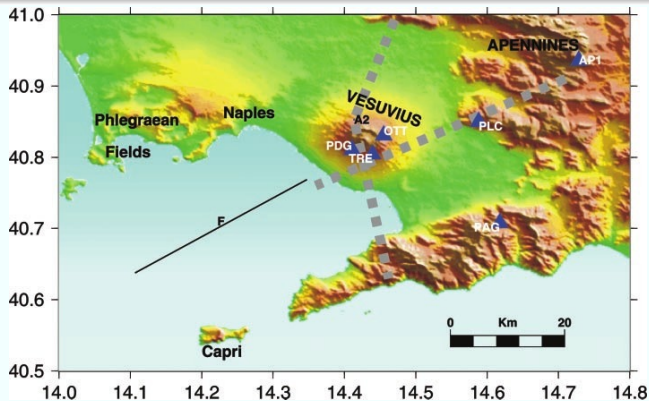 41.0
APENNINES
AP1
40.9
VESUVIUS
Phlegraean
Naples
A2
PLC
OTT
Fields
PDG
40.8
TRE
40.7
F
PAG
40.6
0 Km 20
Capri
40.5
14.0 14.1 14.2 14.3 14.4 14.5 14.6 14.7 14.8